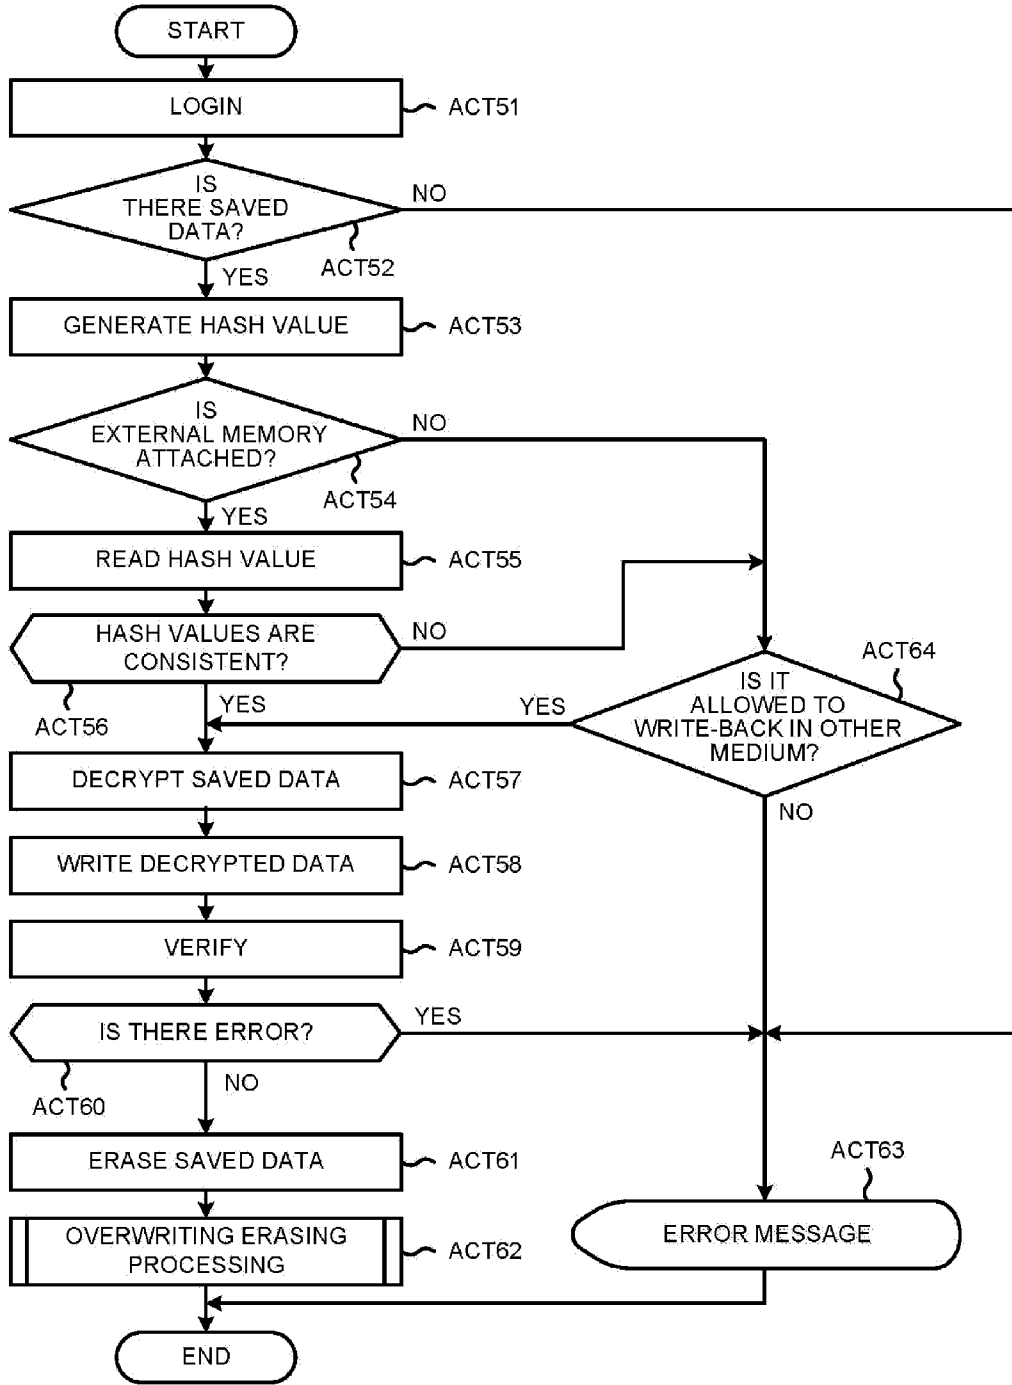 START
LOGIN
ACT51
IS
THERE SAVED
DATA?
NO
ACT52
YES
GENERATE HASH VALUE
ACT53
IS
EXTERNAL MEMORY
ATTACHED?
NO
ACT54
YES
READ HASH VALUE
ACT55
HASH VALUES ARE
CONSISTENT?
NO
ACT56
YES
ACT64
IS IT
ALLOWED TO
WRITE-BACK IN OTHER
MEDIUM?
YES
NO
DECRYPT SAVED DATA
ACT57
WRITE DECRYPTED DATA
ACT58
VERIFY
ACT59
IS THERE ERROR?
YES
ACT60
NO
ERASE SAVED DATA
ACT61
ACT63
ERROR MESSAGE
OVERWRITING ERASING
PROCESSING
ACT62
END